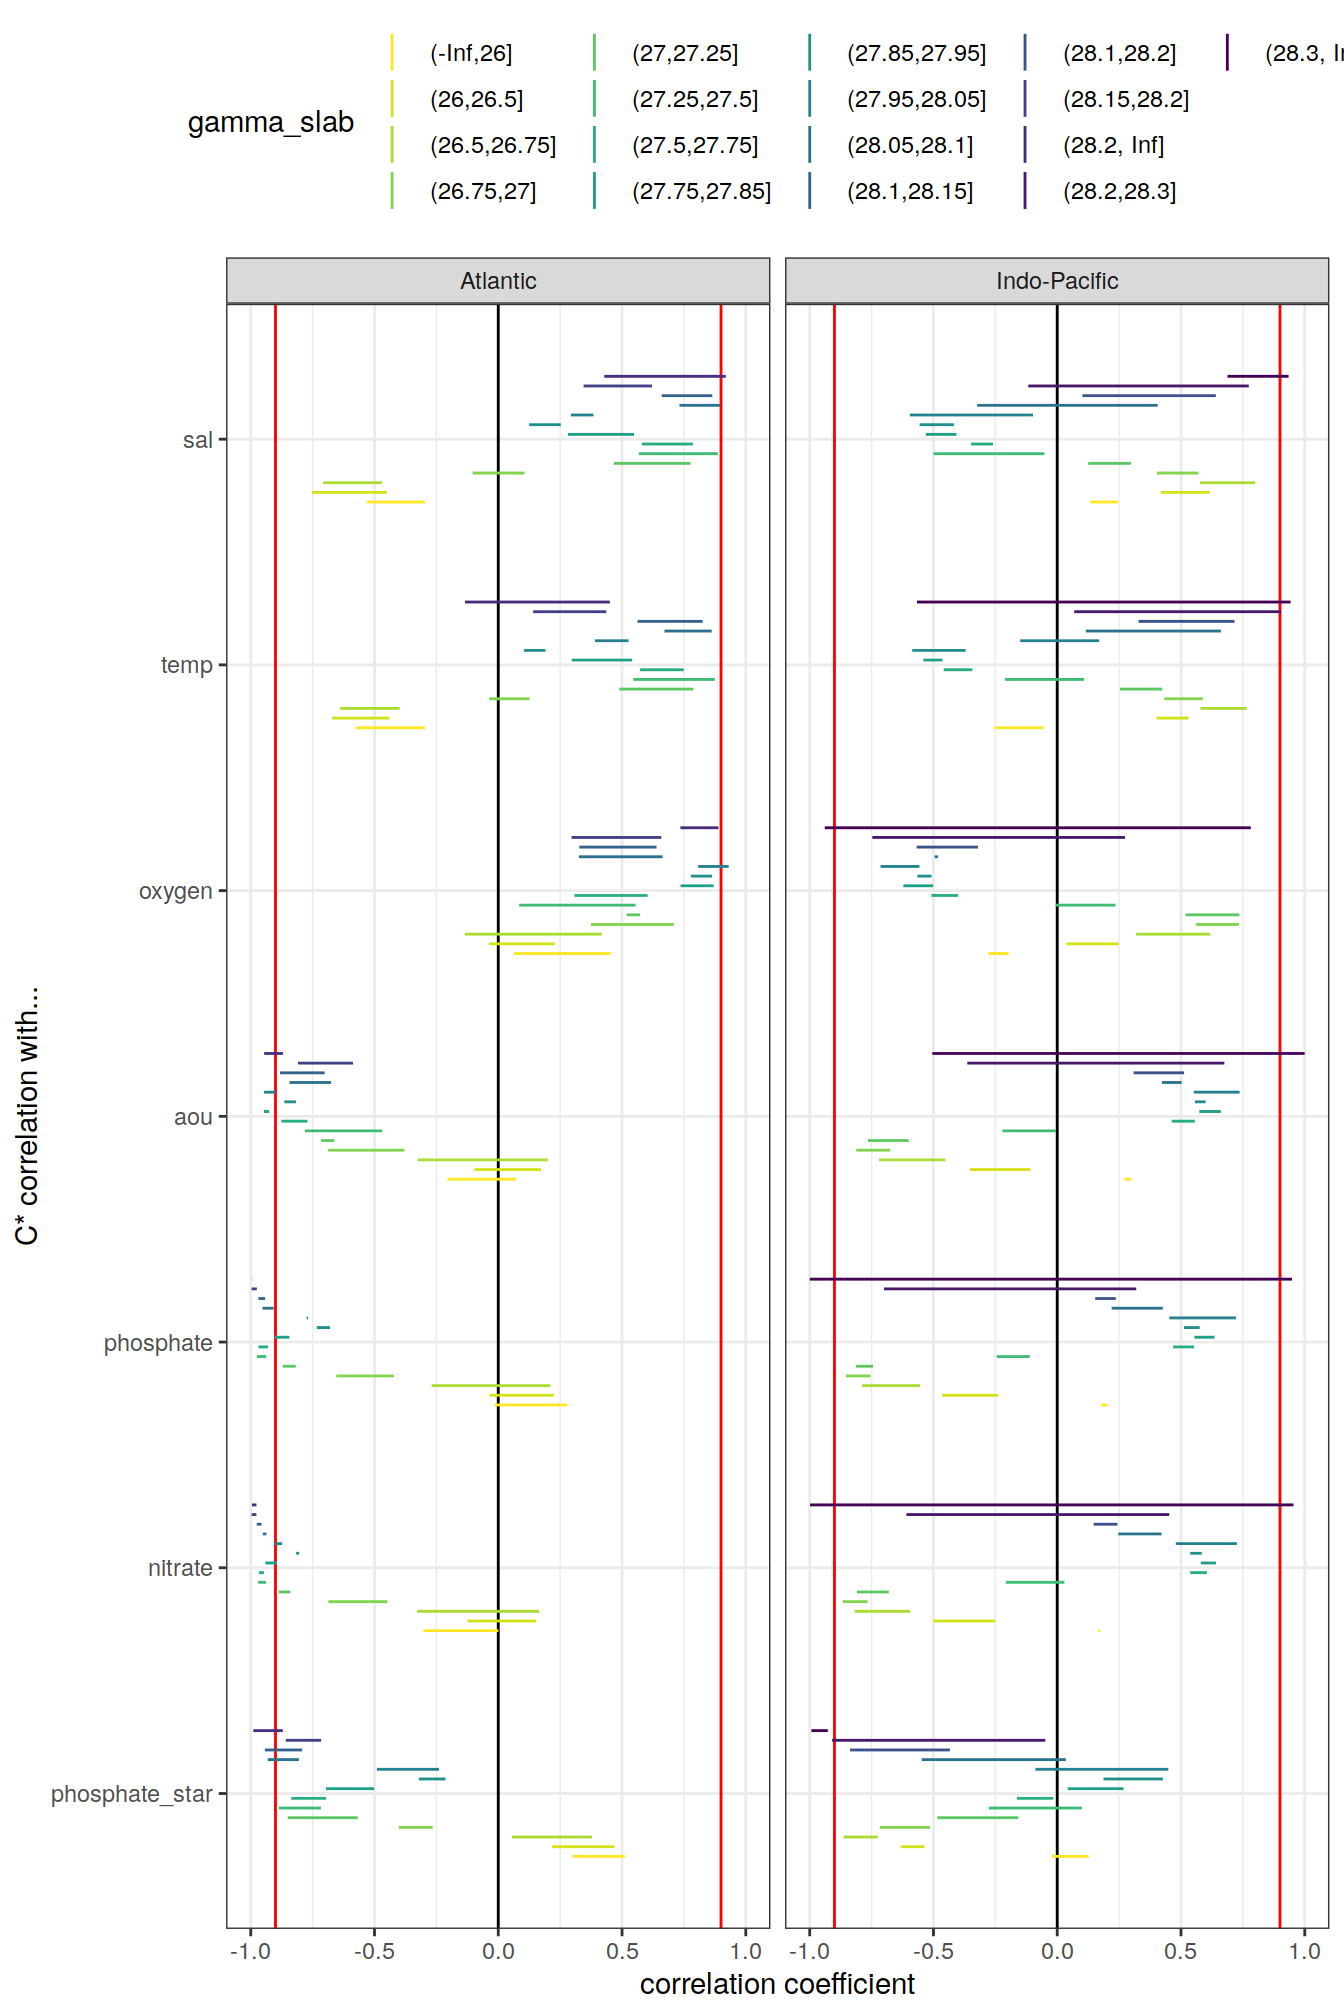 gamma_slab
(-Inf,26]
(26,26.5]
(26.5,26.75]
(26.75,27]
(27,27.25]
(27.25,27.5]
(27.5,27.75]
(27.75,27.85]
(27.85,27.95]
(27.95,28.05]
(28.05,28.1]
(28.1,28.15]
(28.1,28.2]
(28.15,28.2]
(28.2, Inf]
(28.2,28.3]
(28.3,
Atlantic
Indo-Pacific
C* correlation with...
sal
temp
oxygen
aou
phosphate
nitrate
phosphate_star
-1.0 -0.5 0.0 0.5 1.0
-1.0 -0.5 0.0 0.5 1.0
correlation coefficient